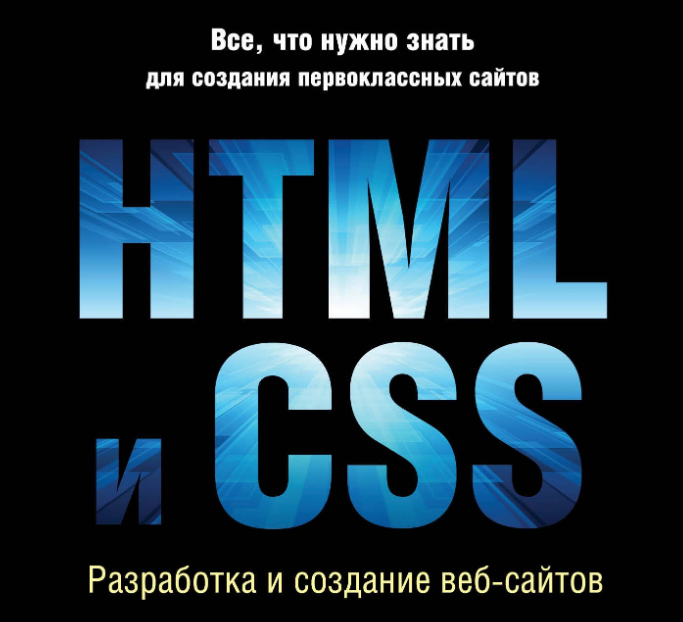 Все, что нужно знать
для создания первоклассных сайтов
HTML
и CSS
Разработка и создание веб-сайтов